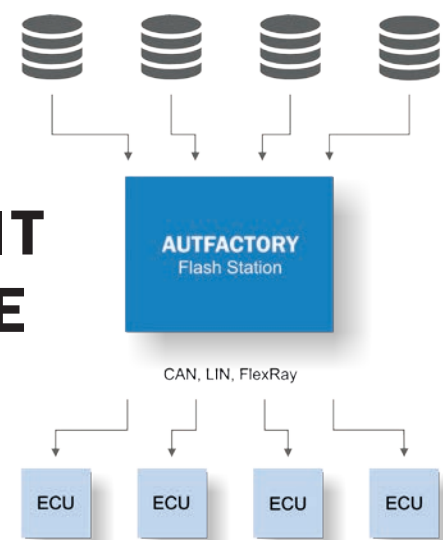 IT
E
AUTFACTORY
Flash Station
CAN, LIN, FlexRay
ECU ECU ECU ECU